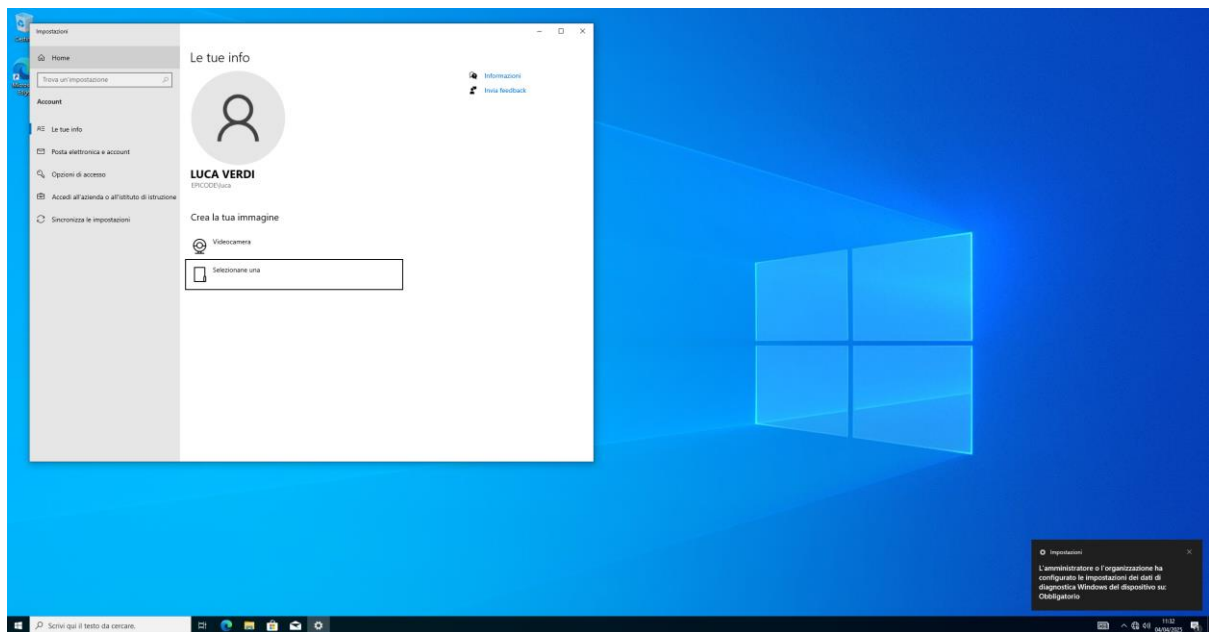 Impostazioni
Home
Trova un'impostazione
Account
Le tue info
Posta elettronica e account
Opzioni di accesso
Accedi all'azienda o all'istituto di istruzione
Sincronizza le impostazioni
Le tue info
LUCA VERDI
EPICODE\luca
Crea la tua immagine
Videocamera
Selezionane una
Informazioni
Invia feedback
Impostazioni
L'amministratore o l'organizzazione ha
configurato le impostazioni dei dati di
diagnostica Windows del dispositivo su:
Obbligatorio
Scrivi qui il testo da cercare.
11:32
04/04/2025